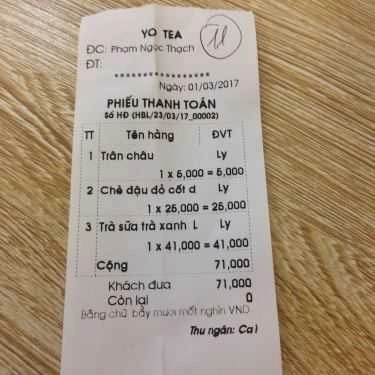 YO TEA
ĐC: Phạm Ngọc Thạch
ĐT:
********************
Ngày: 01/03/2017
PHIẾU THANH TOÁN
Số HĐ (HBL/23/03/17_00002)
TT Tên hàng ĐVT
1 Trân châu Ly
1 x 5,000 = 5,000
2 Chè đậu đỏ cốt d Ly
1 x 25,000 = 25,000
3 Trà sữa trà xanh L Ly
1 x 41,000 = 41,000
Cộng 71,000
Khách đưa 71,000
Còn lại 0
Bằng chữ bảy mươi mốt nghìn VND
Thu ngân: Ca1